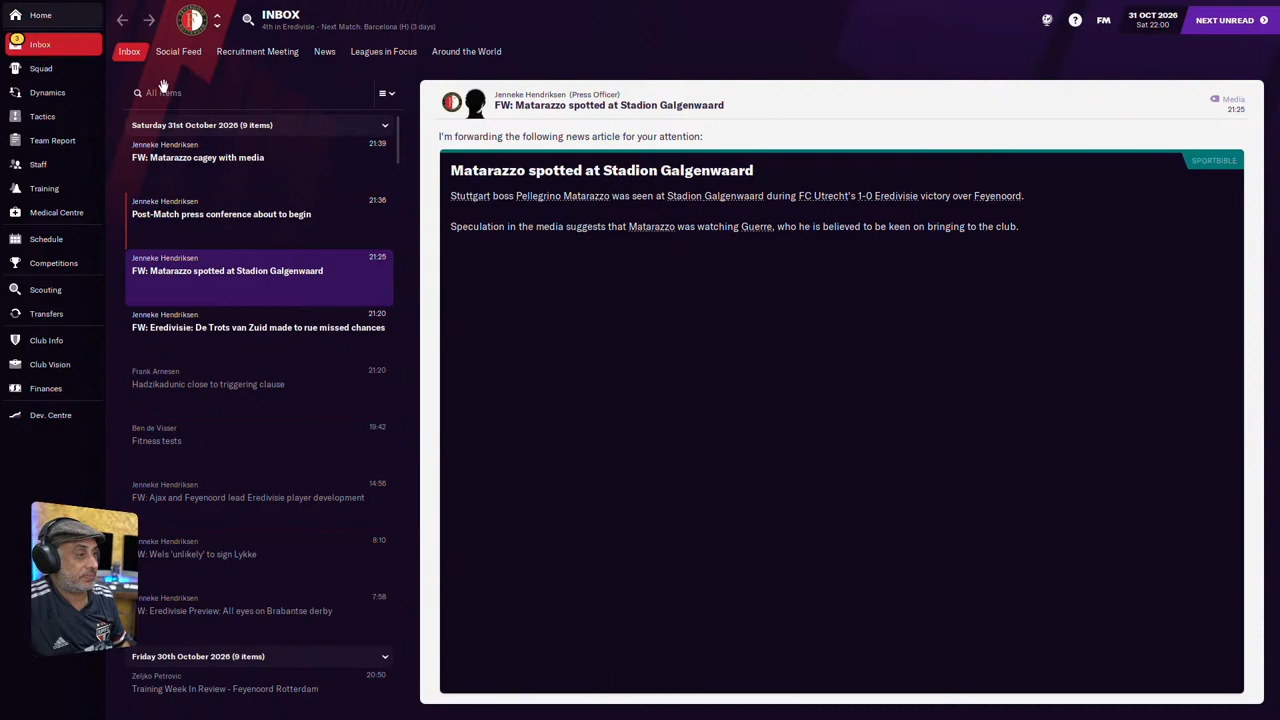 Home
INBOX
4th in Eredivisie - Next Match: Barcelona (H) (3 days)
FM
31 OCT 2026
Sat 22:00
NEXT UNREAD
3
Inbox
Squad
Dynamics
Tactics
Team Report
Staff
Training
Medical Centre
Schedule
Competitions
Scouting
Transfers
Club Info
Club Vision
Finances
Dev. Centre
Inbox
Social Feed
Recruitment Meeting
News
Leagues in Focus
Around the World
All items
Saturday 31st October 2026 (9 items)
Jenneke Hendriksen
21:39
FW: Matarazzo cagey with media
Jenneke Hendriksen
21:36
Post-Match press conference about to begin
Jenneke Hendriksen
21:25
FW: Matarazzo spotted at Stadion Galgenwaard
Jenneke Hendriksen
21:20
FW: Eredivisie: De Trots van Zuid made to rue missed chances
Frank Arnesen
21:20
Hadzikadunic close to triggering clause
Ben de Visser
19:42
Fitness tests
Jenneke Hendriksen
14:56
FW: Ajax and Feyenoord lead Eredivisie player development
nneke Hendriksen
8:10
W: Wels 'unlikely' to sign Lykke
nneke Hendriksen
7:58
W: Eredivisie Preview: All eyes on Brabantse derby
Friday 30th October 2026 (9 items)
Zeljko Petrovic
20:50
Training Week In Review - Feyenoord Rotterdam
Jenneke Hendriksen (Press Officer)
FW: Matarazzo spotted at Stadion Galgenwaard
Media
21:25
I'm forwarding the following news article for your attention:
SPORTBIBLE
Matarazzo spotted at Stadion Galgenwaard
Stuttgart boss Pellegrino Matarazzo was seen at Stadion Galgenwaard during FC Utrecht's 1-0 Eredivisie victory over Feyenoord.
Speculation in the media suggests that Matarazzo was watching Guerre, who he is believed to be keen on bringing to the club.